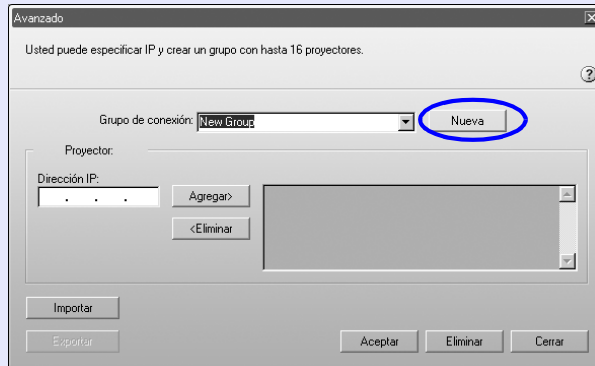 Avanzado
Usted puede especificar IP y crear un grupo con hasta 16 proyectores.
?
Grupo de conexión: New Group Nueva
Proyector:
Dirección IP:
. . .
Agregar>
<Eliminar
Importar
Exportar Aceptar Eliminar Cerrar